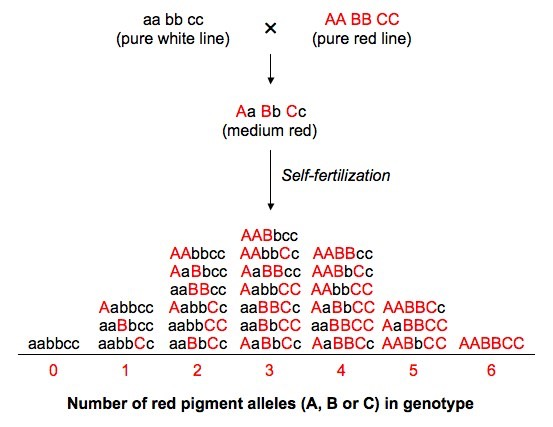 aa bb cc × AA BB CC
(pure white line) (pure red line)
Aa Bb Cc
(medium red)
Self-fertilization
AABbcc
AAbbcc AAbbCc AABBcc
AaBbcc AaBBcc AABbCc
aaBBcc AabbCC AAbbCC
Aabbcc AabbCc aaBBCc AaBbCC AABBCc
aaBbcc aabbCC aaBbCC aaBBCC AaBBCC
aabbcc aabbCc aaBbCc AaBbCc AaBBCc AABbCC AABBCC
0 1 2 3 4 5 6
Number of red pigment alleles (A, B or C) in genotype